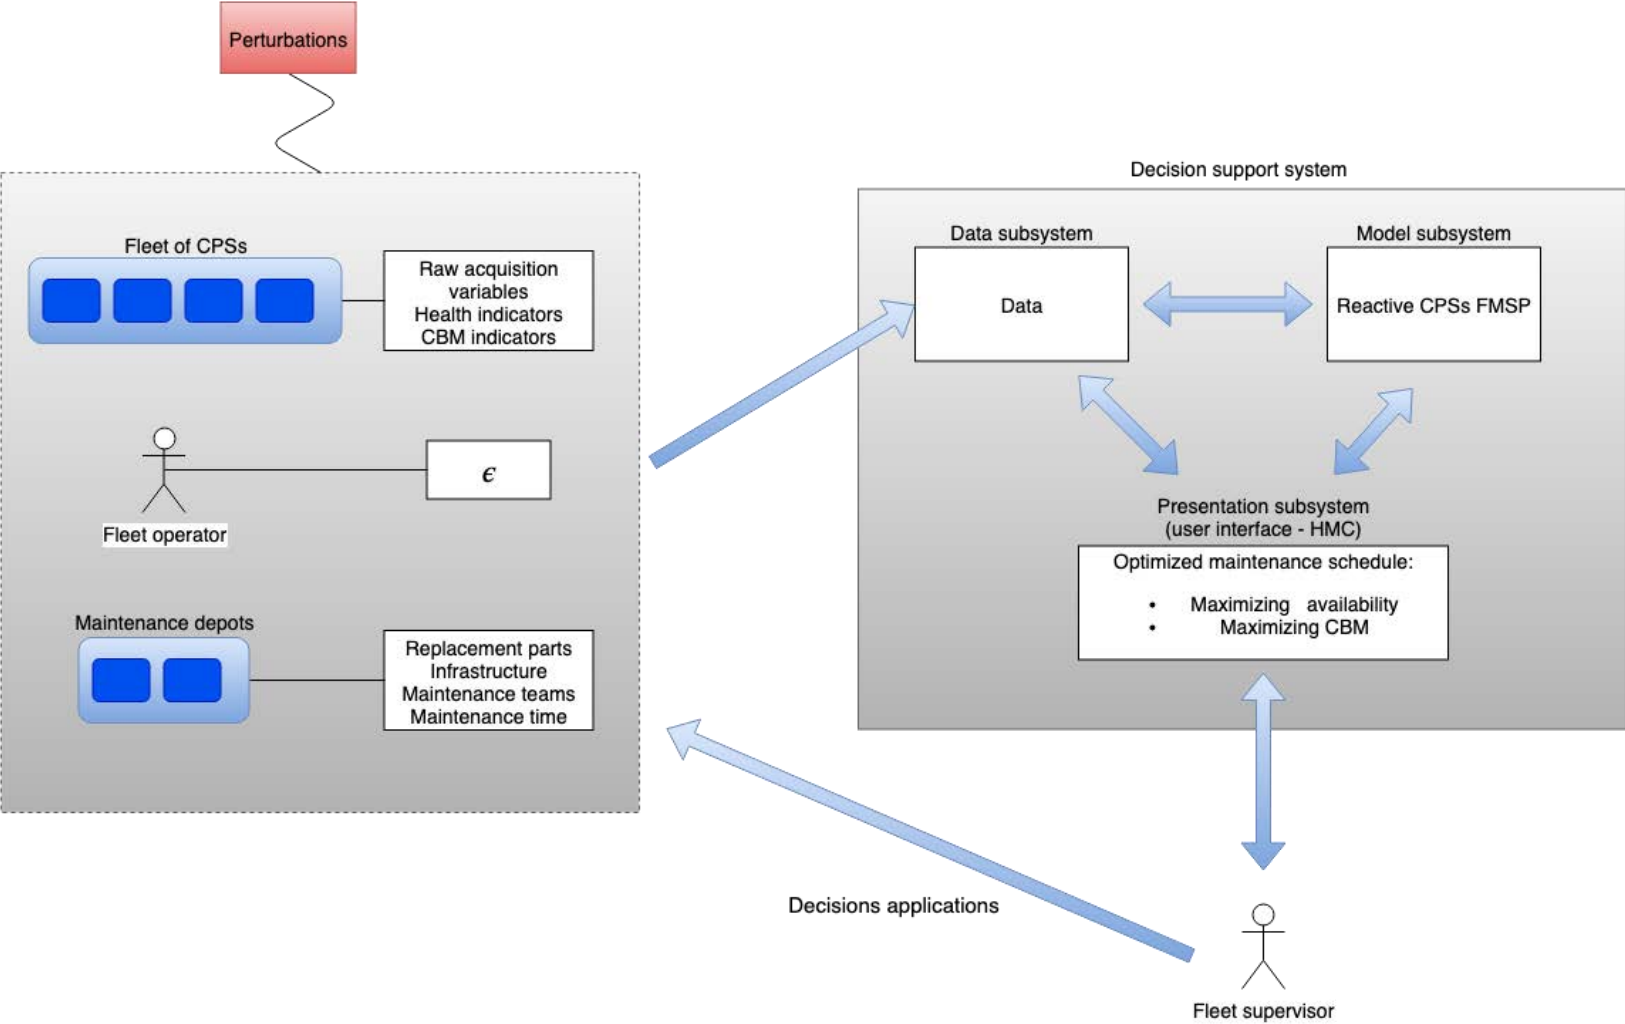 Perturbations
Fleet of CPSs
Raw acquisition
variables
Health indicators
CBM indicators
ϵ
Fleet operator
Maintenance depots
Replacement parts
Infrastructure
Maintenance teams
Maintenance time
Decision support system
Data subsystem
Data
Model subsystem
Reactive CPSs FMSP
Presentation subsystem
(user interface - HMC)
Optimized maintenance schedule:
• Maximizing availability
• Maximizing CBM
Decisions applications
Fleet supervisor